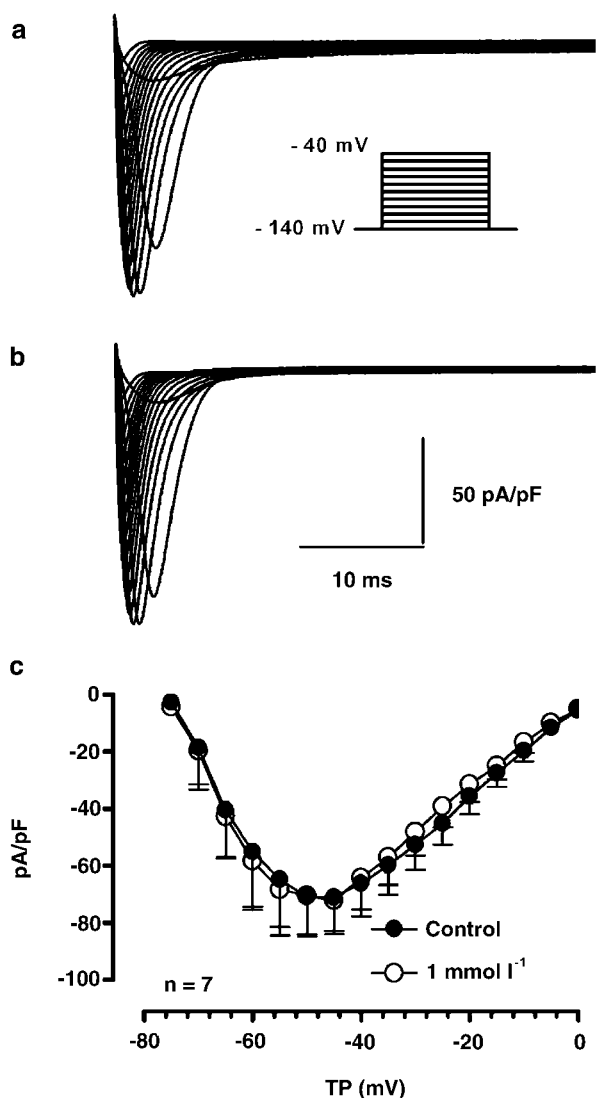 a
- 40 mV
- 140 mV
b
50 pA/pF
10 ms
c
0
-20
-40
-60
-80
-100
pA/pF
Control
1 mmol l⁻¹
n = 7
-80 -60 -40 -20 0
TP (mV)